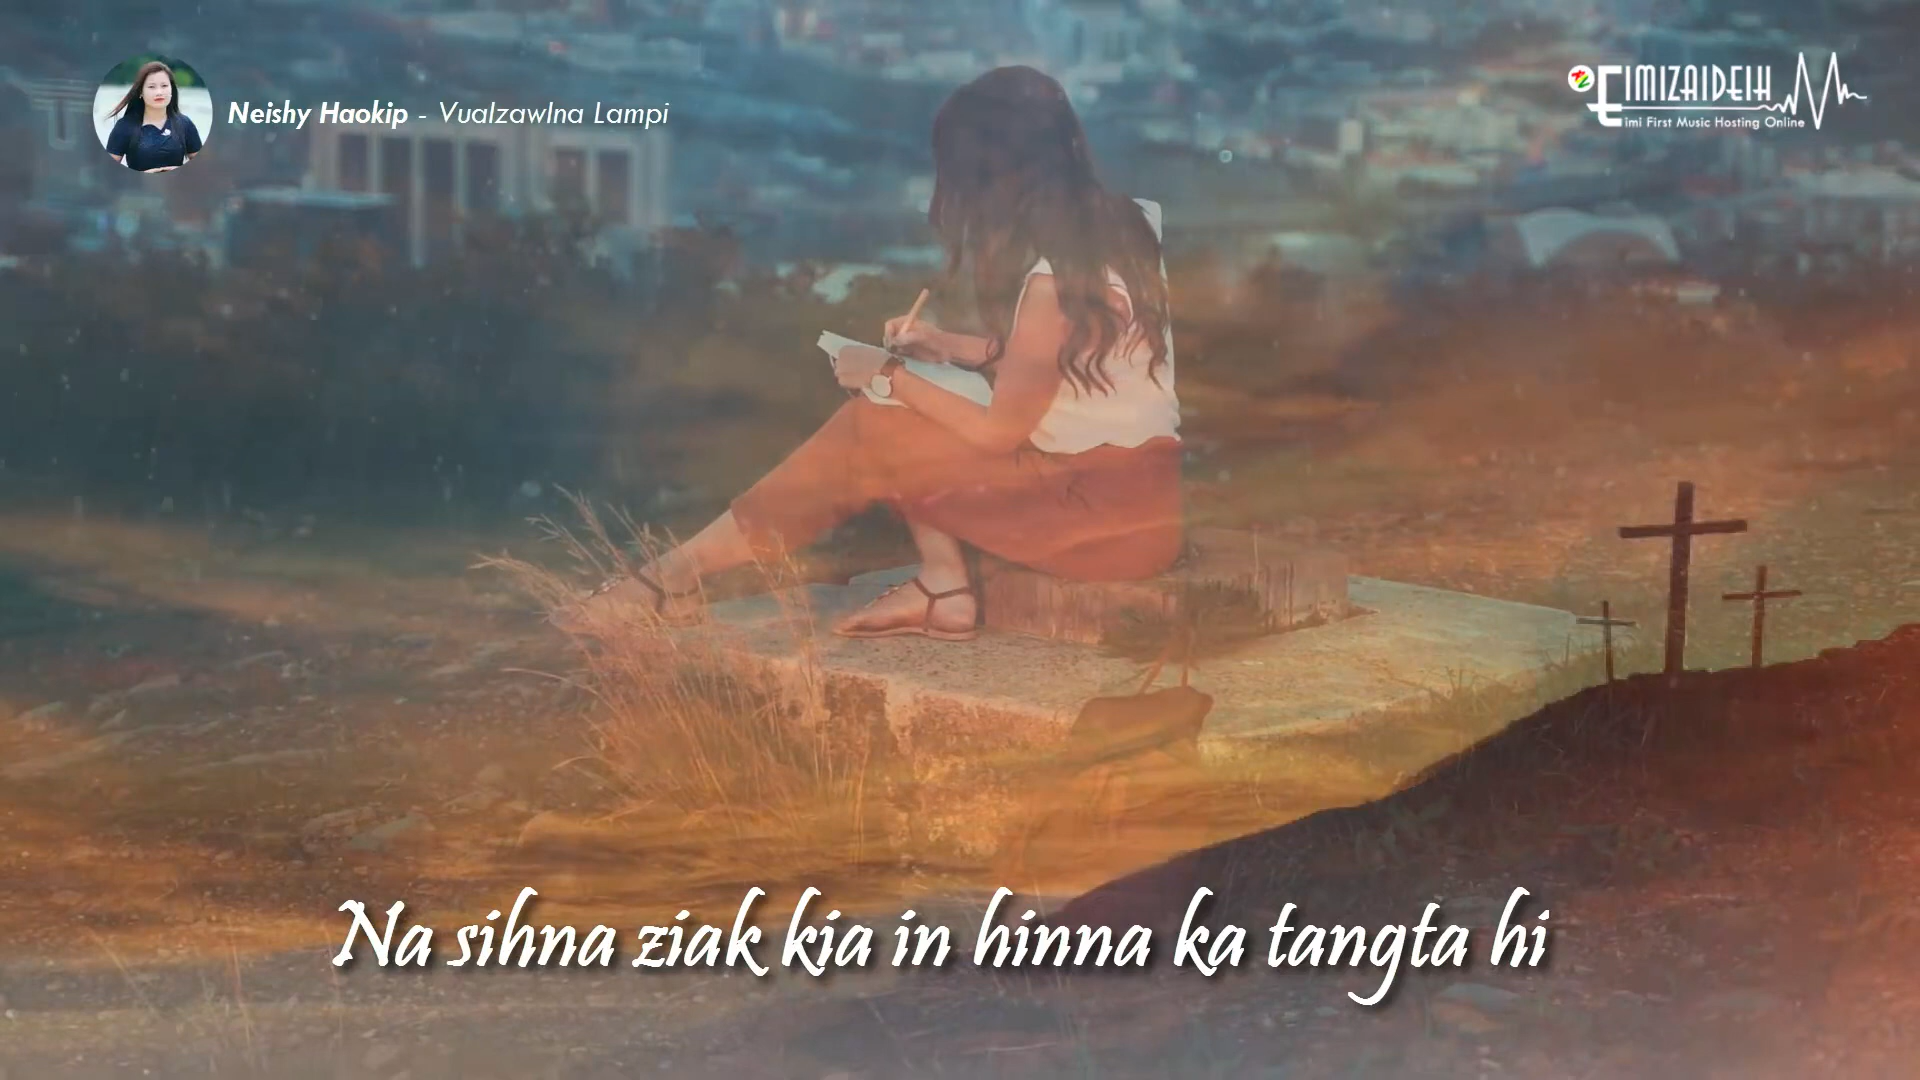 Neishy Haokip - Vualzawlna Lampi
EIMIZAIDEIH
Eimi First Music Hosting Online
Na sihna ziak kia in hinna ka tangta hi